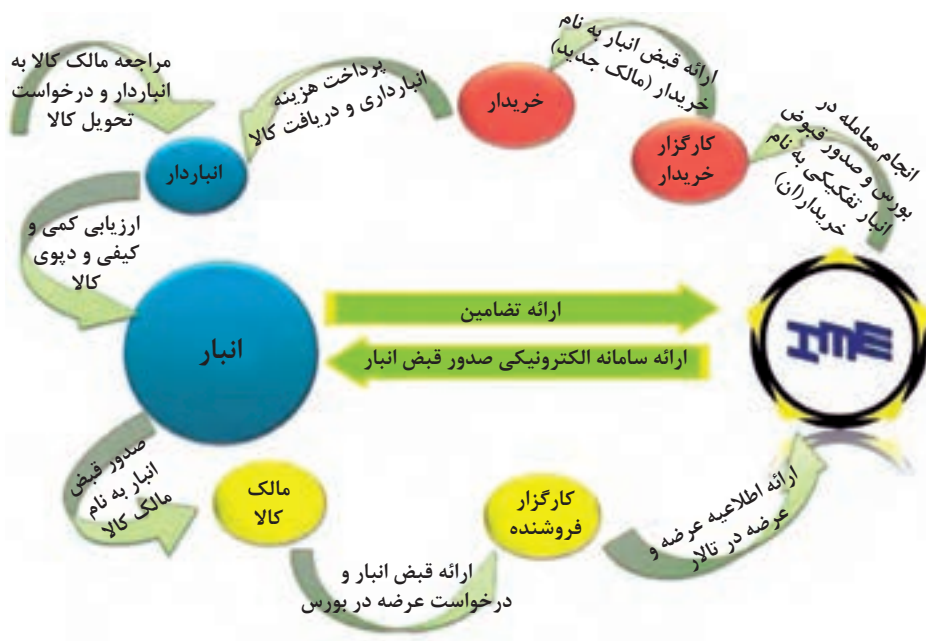 مراجعه مالک کالا به
انباردار و درخواست
تحویل کالا
انباردار
ارزیابی کمی و
کیفی و دپوی
کالا
انبار
صدور قبض
انبار به نام
مالک کالا
مالک
کالا
ارائه قبض انبار و
درخواست عرضه در بورس
کارگزار
فروشنده
ارائه اطلاعیه عرضه و
عرضه در تالار
IME
ارائه تضامین
ارائه سامانه الکترونیکی صدور قبض انبار
انجام معامله در
بورس و صدور قبوض
انبار تفکیکی به نام
خریدار(ان)
کارگزار
خریدار
ارائه قبض انبار به نام
خریدار (مالک جدید)
خریدار
پرداخت هزینه
انبارداری و دریافت کالا